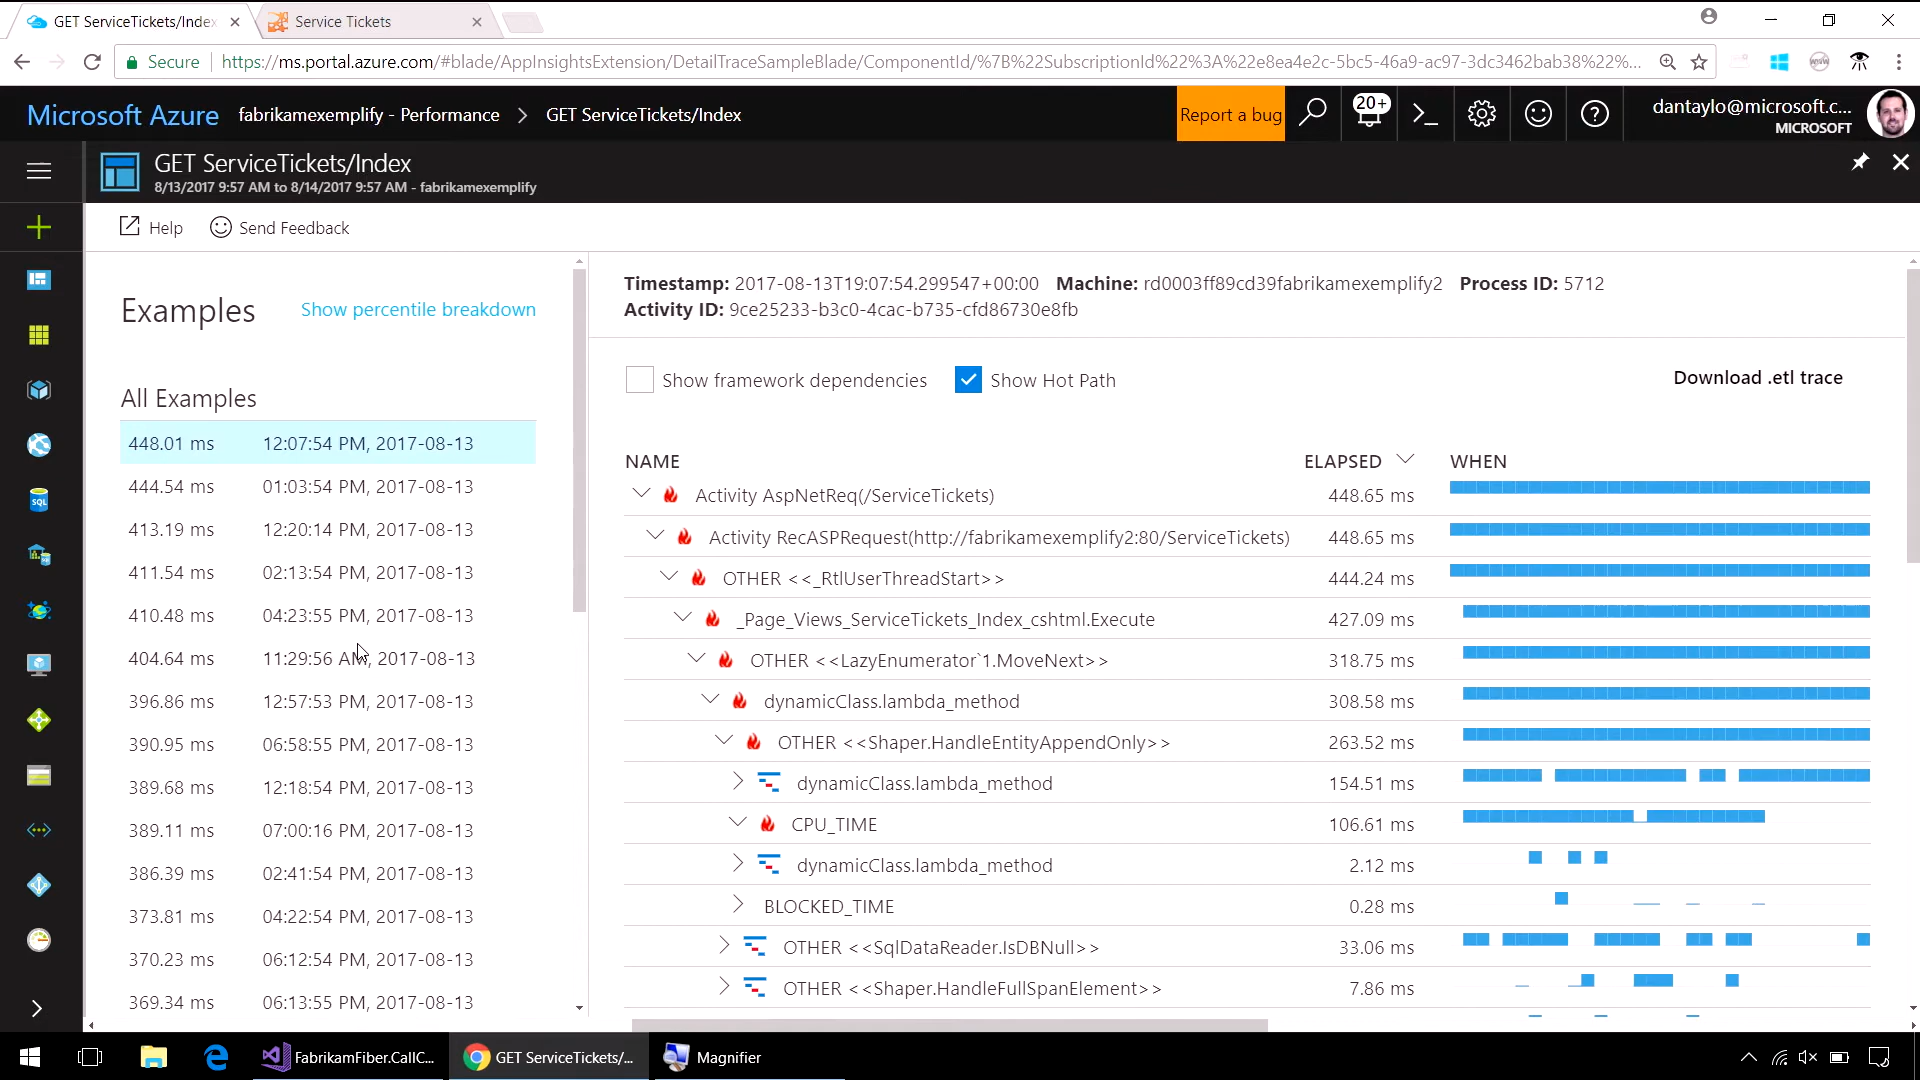 GET ServiceTickets/Index
Service Tickets
Secure
https://ms.portal.azure.com/#blade/AppInsightsExtension/DetailTraceSampleBlade/ComponentId/%7B%22SubscriptionId%22%3A%22e8ea4e2c-5bc5-46a9-ac97-3dc3462bab38%22%...
Microsoft Azure
fabrikamexemplify - Performance
GET ServiceTickets/Index
Report a bug
20+
dantaylo@microsoft.c...
MICROSOFT
GET ServiceTickets/Index
8/13/2017 9:57 AM to 8/14/2017 9:57 AM - fabrikamexemplify
Help
Send Feedback
Examples
Show percentile breakdown
All Examples
448.01 ms 12:07:54 PM, 2017-08-13
444.54 ms 01:03:54 PM, 2017-08-13
413.19 ms 12:20:14 PM, 2017-08-13
411.54 ms 02:13:54 PM, 2017-08-13
410.48 ms 04:23:55 PM, 2017-08-13
404.64 ms 11:29:56 AM, 2017-08-13
396.86 ms 12:57:53 PM, 2017-08-13
390.95 ms 06:58:55 PM, 2017-08-13
389.68 ms 12:18:54 PM, 2017-08-13
389.11 ms 07:00:16 PM, 2017-08-13
386.39 ms 02:41:54 PM, 2017-08-13
373.81 ms 04:22:54 PM, 2017-08-13
370.23 ms 06:12:54 PM, 2017-08-13
369.34 ms 06:13:55 PM, 2017-08-13
Timestamp: 2017-08-13T19:07:54.299547+00:00 Machine: rd0003ff89cd39fabrikamexemplify2 Process ID: 5712
Activity ID: 9ce25233-b3c0-4cac-b735-cfd86730e8fb
Show framework dependencies
Show Hot Path
Download .etl trace
NAME ELAPSED WHEN
Activity AspNetReq(/ServiceTickets) 448.65 ms
Activity RecASPRequest(http://fabrikamexemplify2:80/ServiceTickets) 448.65 ms
OTHER <<_RtlUserThreadStart>> 444.24 ms
_Page_Views_ServiceTickets_Index_cshtml.Execute 427.09 ms
OTHER <<LazyEnumerator`1.MoveNext>> 318.75 ms
dynamicClass.lambda_method 308.58 ms
OTHER <<Shaper.HandleEntityAppendOnly>> 263.52 ms
dynamicClass.lambda_method 154.51 ms
CPU_TIME 106.61 ms
dynamicClass.lambda_method 2.12 ms
BLOCKED_TIME 0.28 ms
OTHER <<SqlDataReader.IsDBNull>> 33.06 ms
OTHER <<Shaper.HandleFullSpanElement>> 7.86 ms
FabrikamFiber.CallC...
GET ServiceTickets/...
Magnifier